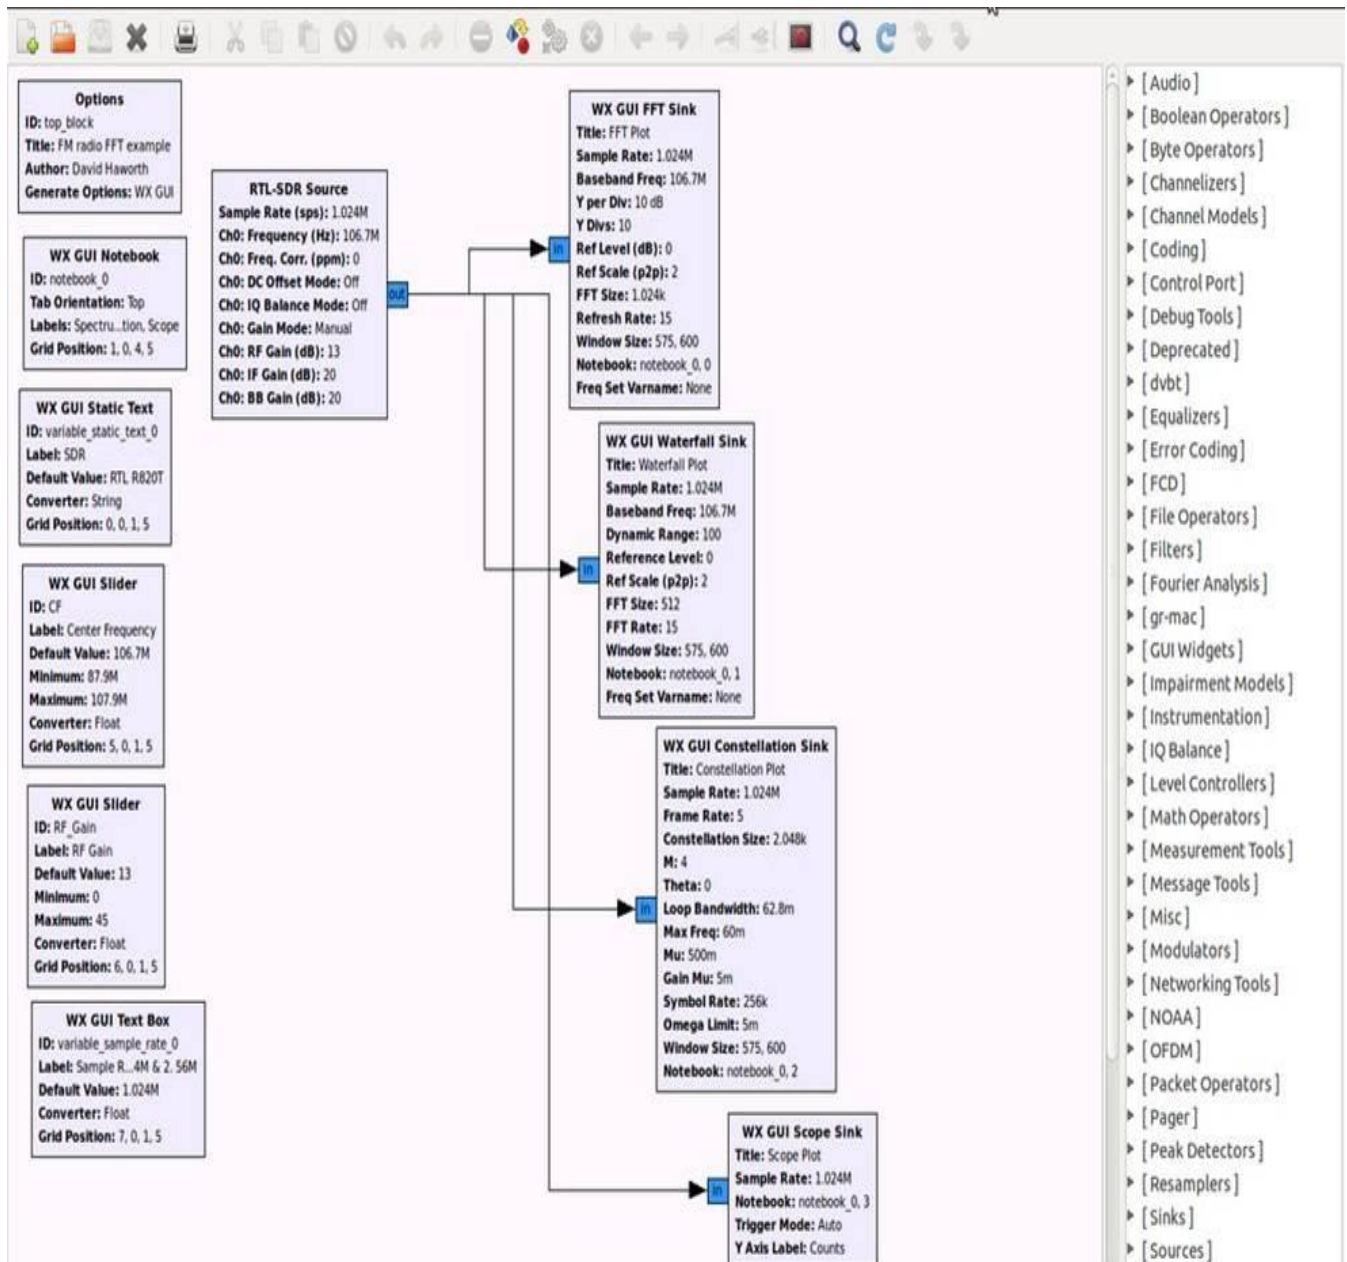 Options
ID: top_block
Title: FM radio FFT example
Author: David Haworth
Generate Options: WX GUI
WX GUI Notebook
ID: notebook_0
Tab Orientation: Top
Labels: Spectru...tion, Scope
Grid Position: 1, 0, 4, 5
WX GUI Static Text
ID: variable_static_text_0
Label: SDR
Default Value: RTL R820T
Converter: String
Grid Position: 0, 0, 1, 5
WX GUI Slider
ID: CF
Label: Center Frequency
Default Value: 106.7M
Minimum: 87.9M
Maximum: 107.9M
Converter: Float
Grid Position: 5, 0, 1, 5
WX GUI Slider
ID: RF_Gain
Label: RF Gain
Default Value: 13
Minimum: 0
Maximum: 45
Converter: Float
Grid Position: 6, 0, 1, 5
WX GUI Text Box
ID: variable_sample_rate_0
Label: Sample R...4M & 2. 56M
Default Value: 1.024M
Converter: Float
Grid Position: 7, 0, 1, 5
RTL-SDR Source
Sample Rate (sps): 1.024M
Ch0: Frequency (Hz): 106.7M
Ch0: Freq. Corr. (ppm): 0
Ch0: DC Offset Mode: Off
Ch0: IQ Balance Mode: Off
Ch0: Gain Mode: Manual
Ch0: RF Gain (dB): 13
Ch0: IF Gain (dB): 20
Ch0: BB Gain (dB): 20
out
WX GUI FFT Sink
Title: FFT Plot
Sample Rate: 1.024M
Baseband Freq: 106.7M
Y per Div: 10 dB
Y Divs: 10
Ref Level (dB): 0
Ref Scale (p2p): 2
FFT Size: 1.024k
Refresh Rate: 15
Window Size: 575, 600
Notebook: notebook_0, 0
Freq Set Varname: None
in
WX GUI Waterfall Sink
Title: Waterfall Plot
Sample Rate: 1.024M
Baseband Freq: 106.7M
Dynamic Range: 100
Reference Level: 0
Ref Scale (p2p): 2
FFT Size: 512
FFT Rate: 15
Window Size: 575, 600
Notebook: notebook_0, 1
Freq Set Varname: None
in
WX GUI Constellation Sink
Title: Constellation Plot
Sample Rate: 1.024M
Frame Rate: 5
Constellation Size: 2.048k
M: 4
Theta: 0
Loop Bandwidth: 62.8m
Max Freq: 60m
Mu: 500m
Gain Mu: 5m
Symbol Rate: 256k
Omega Limit: 5m
Window Size: 575, 600
Notebook: notebook_0, 2
in
WX GUI Scope Sink
Title: Scope Plot
Sample Rate: 1.024M
Notebook: notebook_0, 3
Trigger Mode: Auto
Y Axis Label: Counts
in
[Audio]
[Boolean Operators]
[Byte Operators]
[Channelizers]
[Channel Models]
[Coding]
[Control Port]
[Debug Tools]
[Deprecated]
[dvbt]
[Equalizers]
[Error Coding]
[FCD]
[File Operators]
[Filters]
[Fourier Analysis]
[gr-mac]
[GUI Widgets]
[Impairment Models]
[Instrumentation]
[IQ Balance]
[Level Controllers]
[Math Operators]
[Measurement Tools]
[Message Tools]
[Misc]
[Modulators]
[Networking Tools]
[NOAA]
[OFDM]
[Packet Operators]
[Pager]
[Peak Detectors]
[Resamplers]
[Sinks]
[Sources]